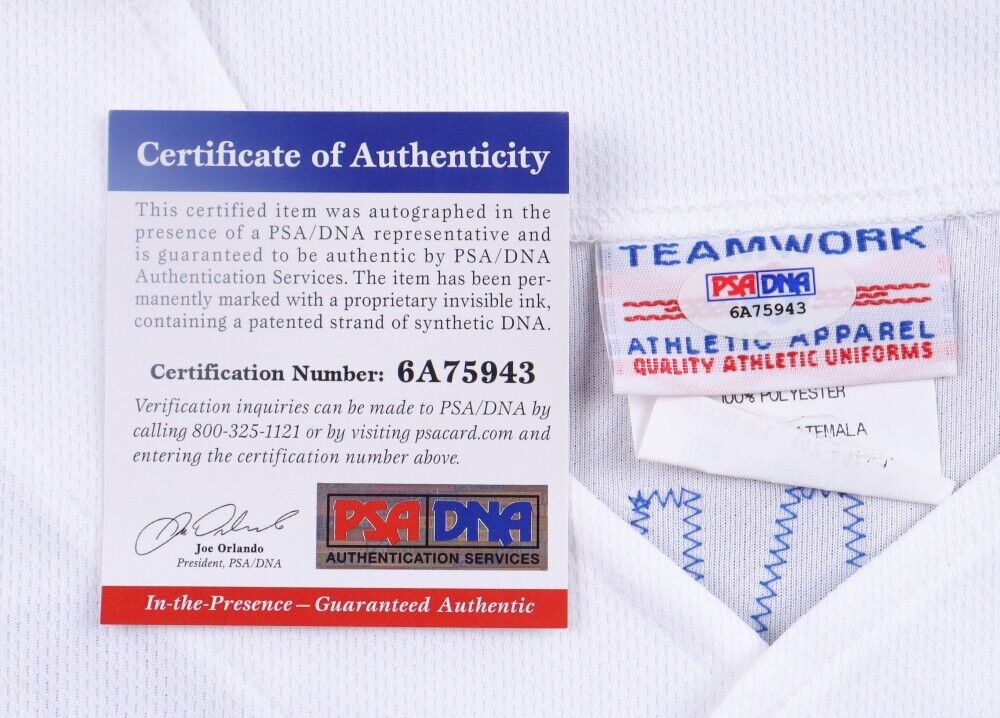 Certificate of Authenticity
This certified item was autographed in the
presence of a PSA/DNA representative and
is guaranteed to be authentic by PSA/DNA
Authentication Services. The item has been per-
manently marked with a proprietary invisible ink,
containing a patented strand of synthetic DNA.
Certification Number: 6A75943
Verification inquiries can be made to PSA/DNA by
calling 800-325-1121 or by visiting psacard.com and
entering the certification number above.
Joe Orlando
President, PSA/DNA
PSA DNA
AUTHENTICATION SERVICES
In-the-Presence – Guaranteed Authentic
TEAMWORK
PSA DNA
6A75943
ATHLETIC APPAREL
QUALITY ATHLETIC UNIFORMS
100% POLYESTER